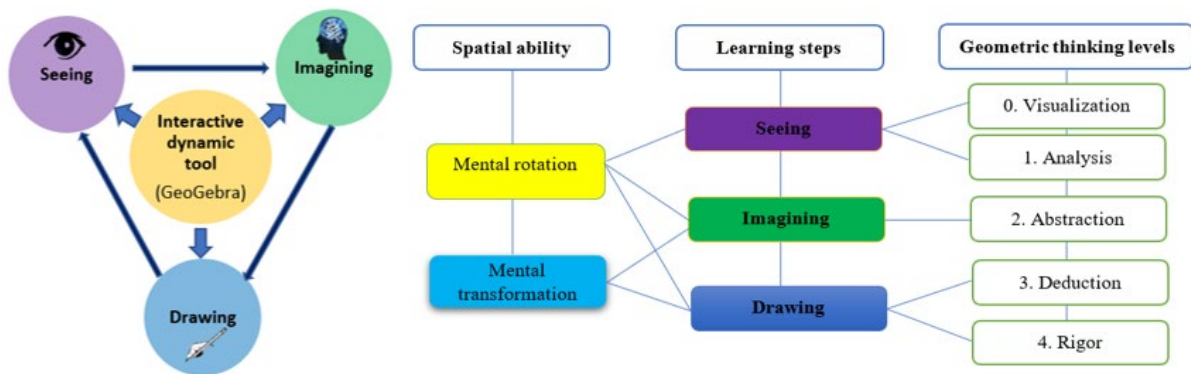 Seeing
Imagining
Interactive
dynamic
tool
(GeoGebra)
Drawing
Spatial ability
Mental rotation
Mental
transformation
Learning steps
Seeing
Imagining
Drawing
Geometric thinking levels
0. Visualization
1. Analysis
2. Abstraction
3. Deduction
4. Rigor